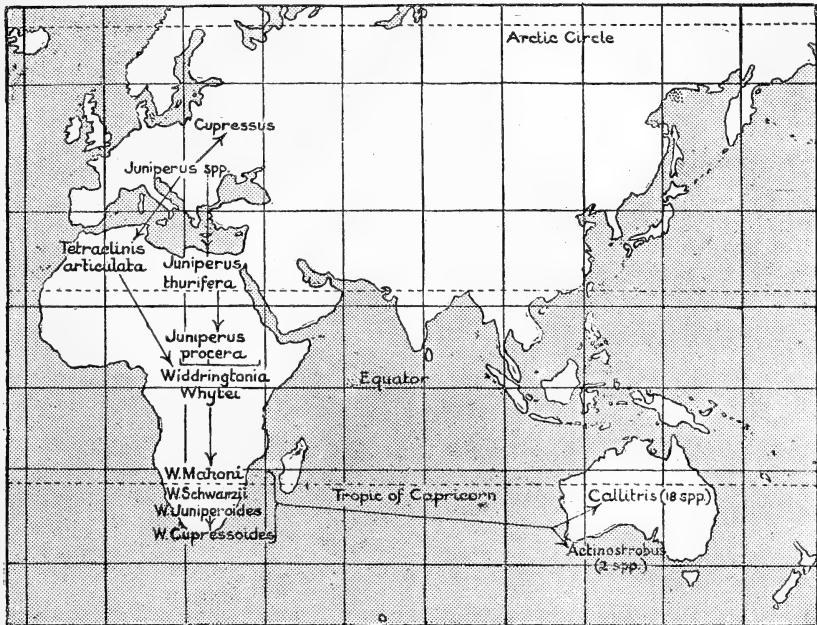 Arctic Circle
Cupressus
Juniperus spp.
Tetraclinis
articulata
Juniperus
thurifera
Juniperus
procera
Widdringtonia
Whytei
Equator
W. Mahoni
W. Schwarzii
W. Juniperoides
W. Cupressoides
Tropic of Capricorn
Callitris (18 spp.)
Actinostrobus
(2 spp.)